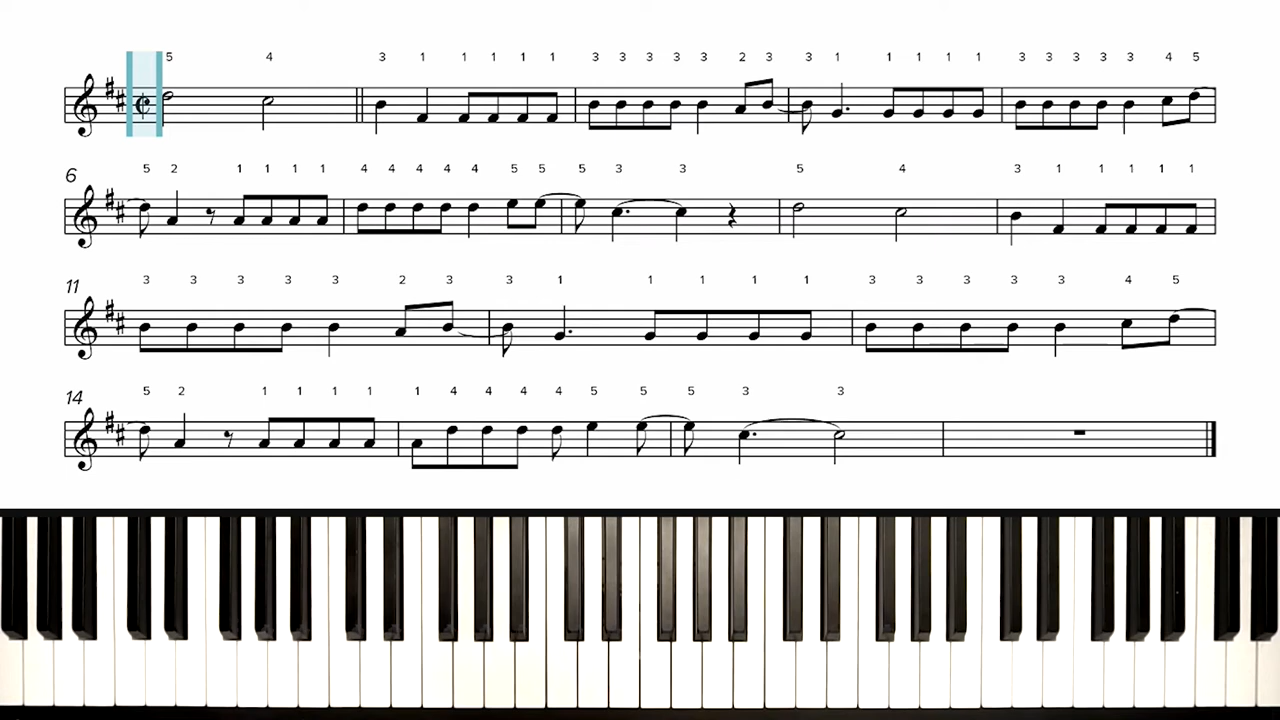 5 4 3 1 1 1 1 1 3 3 3 3 3 2 3 3 1 1 1 1 1 3 3 3 3 3 4 5
6
5 2 1 1 1 1 4 4 4 4 4 5 5 5 3 3 5 4 3 1 1 1 1 1
11
3 3 3 3 3 2 3 3 1 1 1 1 1 3 3 3 3 3 4 5
14
5 2 1 1 1 1 1 4 4 4 4 5 5 5 3 3